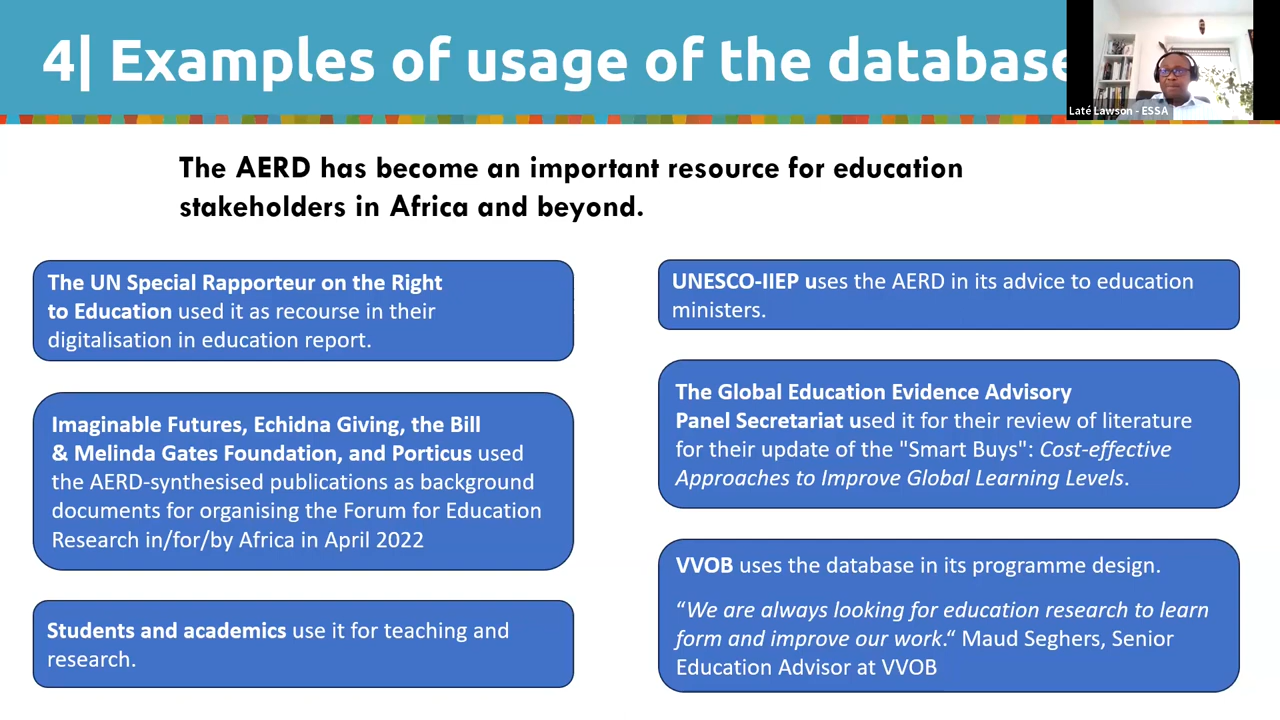 4| Examples of usage of the database
Laté Lawson - ESSA
The AERD has become an important resource for education
stakeholders in Africa and beyond.
The UN Special Rapporteur on the Right
to Education used it as recourse in their
digitalisation in education report.
Imaginable Futures, Echidna Giving, the Bill
& Melinda Gates Foundation, and Porticus used
the AERD-synthesised publications as background
documents for organising the Forum for Education
Research in/for/by Africa in April 2022
Students and academics use it for teaching and
research.
UNESCO-IIEP uses the AERD in its advice to education
ministers.
The Global Education Evidence Advisory
Panel Secretariat used it for their review of literature
for their update of the "Smart Buys": Cost-effective
Approaches to Improve Global Learning Levels.
VVOB uses the database in its programme design.
“We are always looking for education research to learn
form and improve our work.“ Maud Seghers, Senior
Education Advisor at VVOB